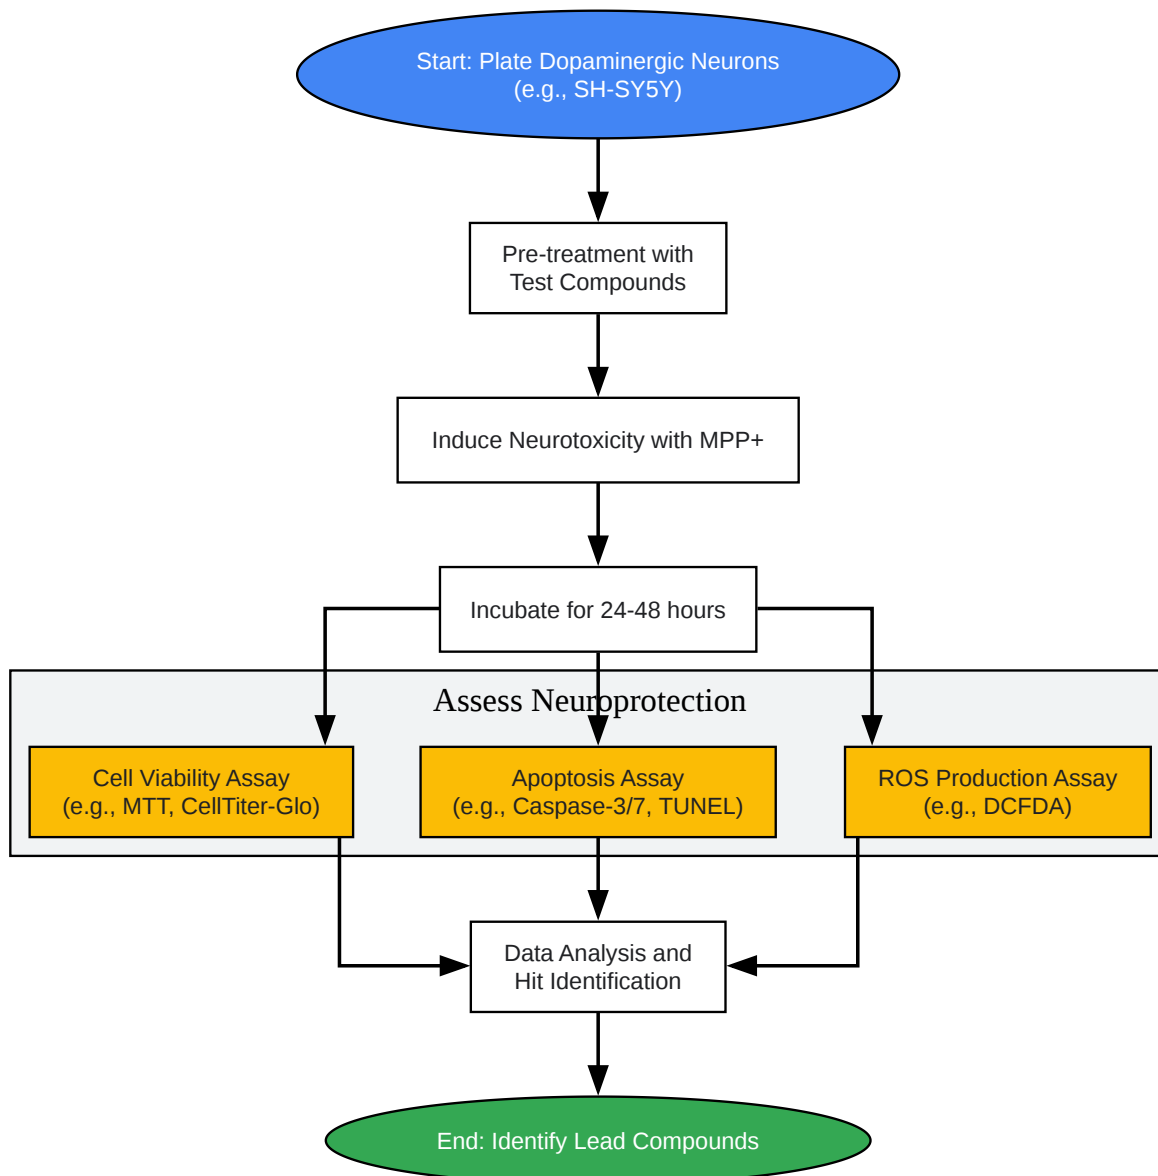 Start: Plate Dopaminergic Neurons
(e.g., SH-SY5Y)
Pre-treatment with
Test Compounds
Induce Neurotoxicity with MPP+
Incubate for 24-48 hours
Assess Neuroprotection
Cell Viability Assay
(e.g., MTT, CellTiter-Glo)
Apoptosis Assay
(e.g., Caspase-3/7, TUNEL)
ROS Production Assay
(e.g., DCFDA)
Data Analysis and
Hit Identification
End: Identify Lead Compounds